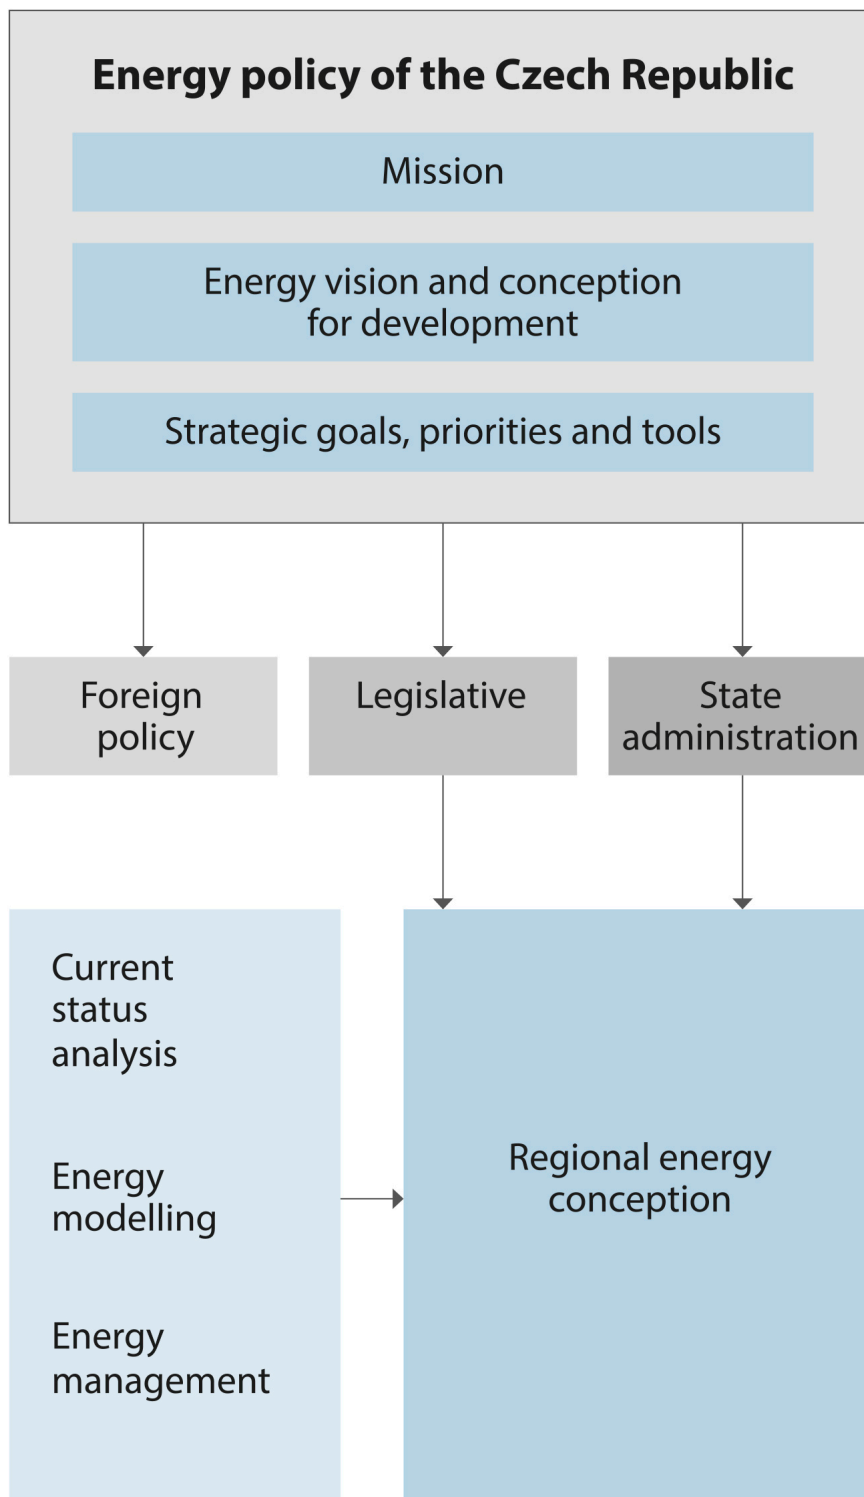 Energy policy of the Czech Republic
Mission
Energy vision and conception
for development
Strategic goals, priorities and tools
Foreign
policy
Legislative
State
administration
Current
status
analysis
Energy
modelling
Energy
management
Regional energy
conception